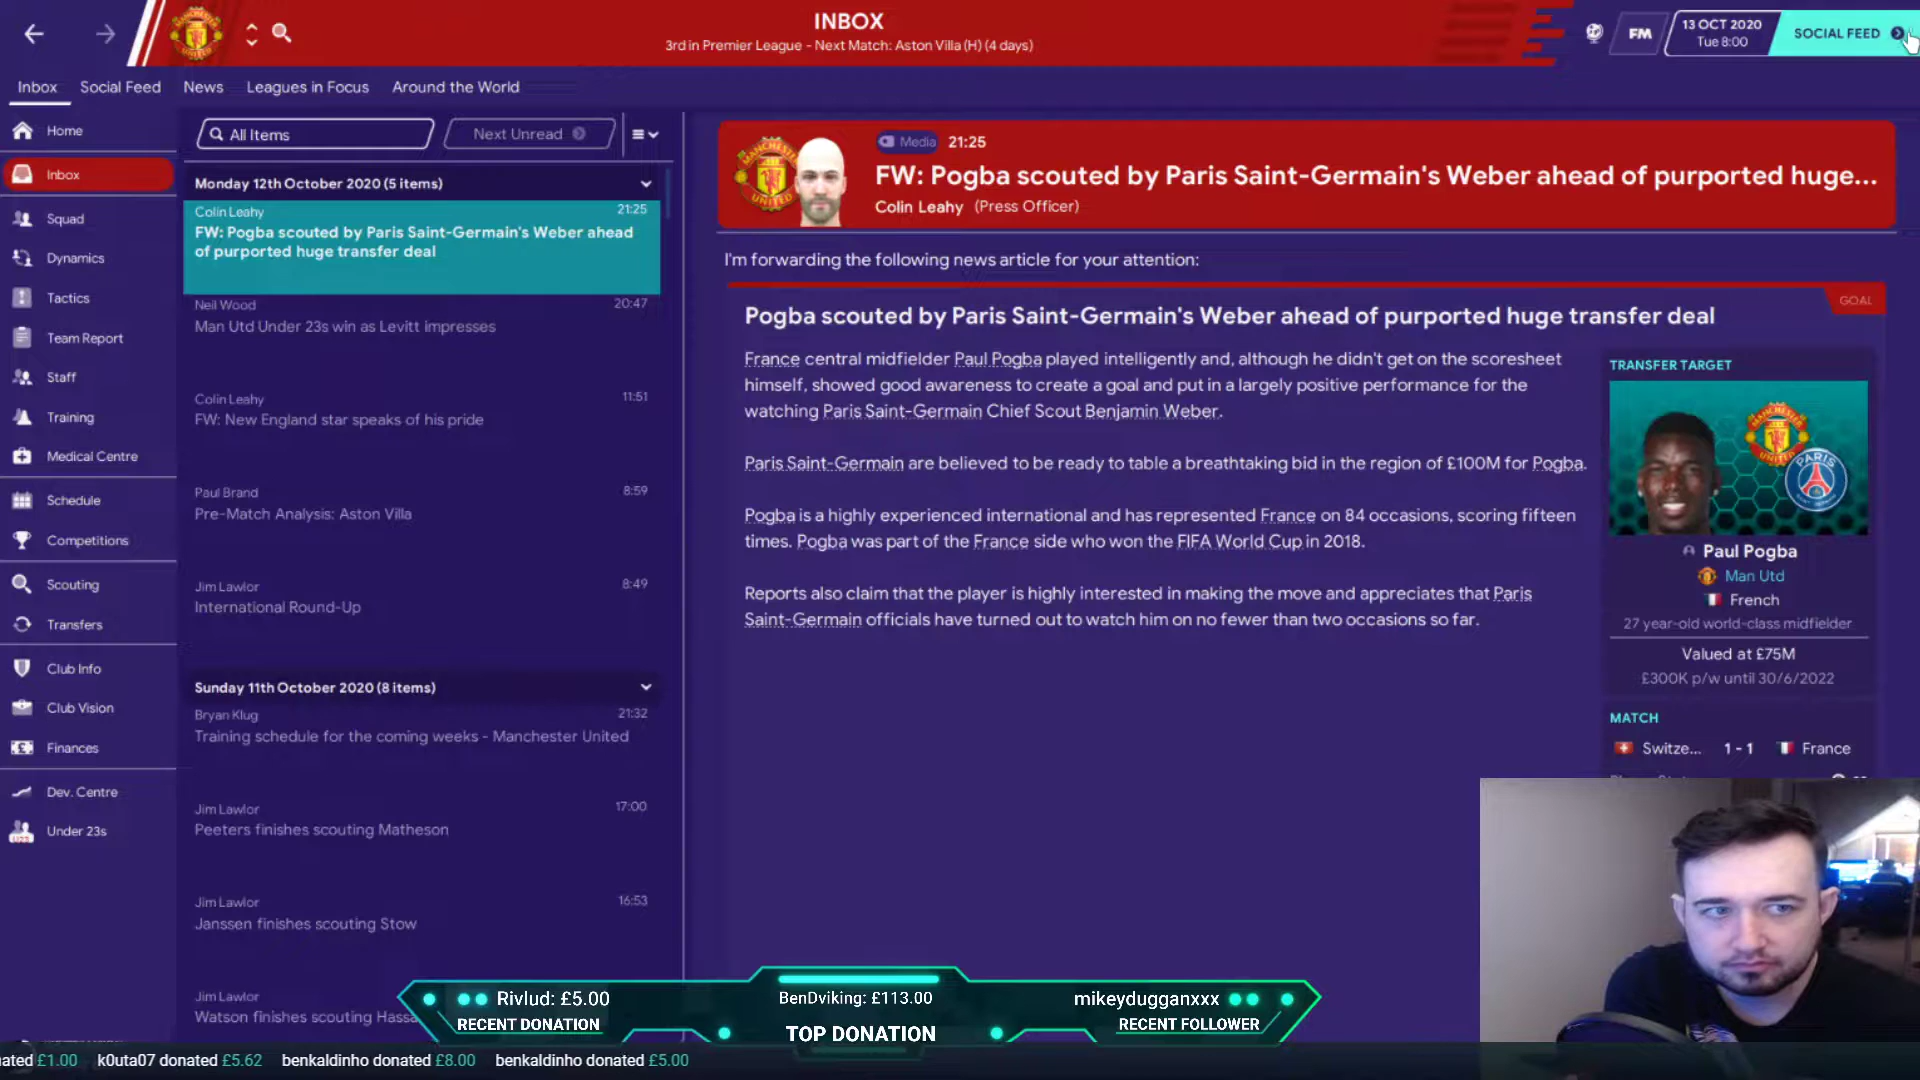 INBOX
3rd in Premier League - Next Match: Aston Villa (H) (4 days)
FM
13 OCT 2020
Tue 8:00
SOCIAL FEED
Inbox
Social Feed
News
Leagues in Focus
Around the World
Home
Inbox
Squad
Dynamics
Tactics
Team Report
Staff
Training
Medical Centre
Schedule
Competitions
Scouting
Transfers
Club Info
Club Vision
Finances
Dev. Centre
Under 23s
All Items
Next Unread
Monday 12th October 2020 (5 items)
Colin Leahy 21:25
FW: Pogba scouted by Paris Saint-Germain's Weber ahead
of purported huge transfer deal
Neil Wood 20:47
Man Utd Under 23s win as Levitt impresses
Colin Leahy 11:51
FW: New England star speaks of his pride
Paul Brand 8:59
Pre-Match Analysis: Aston Villa
Jim Lawlor 8:49
International Round-Up
Sunday 11th October 2020 (8 items)
Bryan Klug 21:32
Training schedule for the coming weeks - Manchester United
Jim Lawlor 17:00
Peeters finishes scouting Matheson
Jim Lawlor 16:53
Janssen finishes scouting Stow
Jim Lawlor
Watson finishes scouting Hassa
Media 21:25
FW: Pogba scouted by Paris Saint-Germain's Weber ahead of purported huge...
Colin Leahy (Press Officer)
I'm forwarding the following news article for your attention:
GOAL
Pogba scouted by Paris Saint-Germain's Weber ahead of purported huge transfer deal
France central midfielder Paul Pogba played intelligently and, although he didn't get on the scoresheet
himself, showed good awareness to create a goal and put in a largely positive performance for the
watching Paris Saint-Germain Chief Scout Benjamin Weber.
Paris Saint-Germain are believed to be ready to table a breathtaking bid in the region of £100M for Pogba.
Pogba is a highly experienced international and has represented France on 84 occasions, scoring fifteen
times. Pogba was part of the France side who won the FIFA World Cup in 2018.
Reports also claim that the player is highly interested in making the move and appreciates that Paris
Saint-Germain officials have turned out to watch him on no fewer than two occasions so far.
TRANSFER TARGET
MANCHESTER
UNITED
PARIS
Paul Pogba
Man Utd
French
27 year-old world-class midfielder
Valued at £75M
£300K p/w until 30/6/2022
MATCH
Switze... 1 - 1 France
Rivlud: £5.00
RECENT DONATION
BenDviking: £113.00
TOP DONATION
mikeydugganxxx
RECENT FOLLOWER
nated £1.00 k0uta07 donated £5.62 benkaldinho donated £8.00 benkaldinho donated £5.00